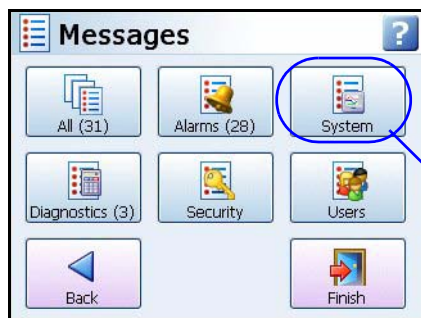 Messages
?
All (31)
Alarms (28)
System
Diagnostics (3)
Security
Users
Back
Finish